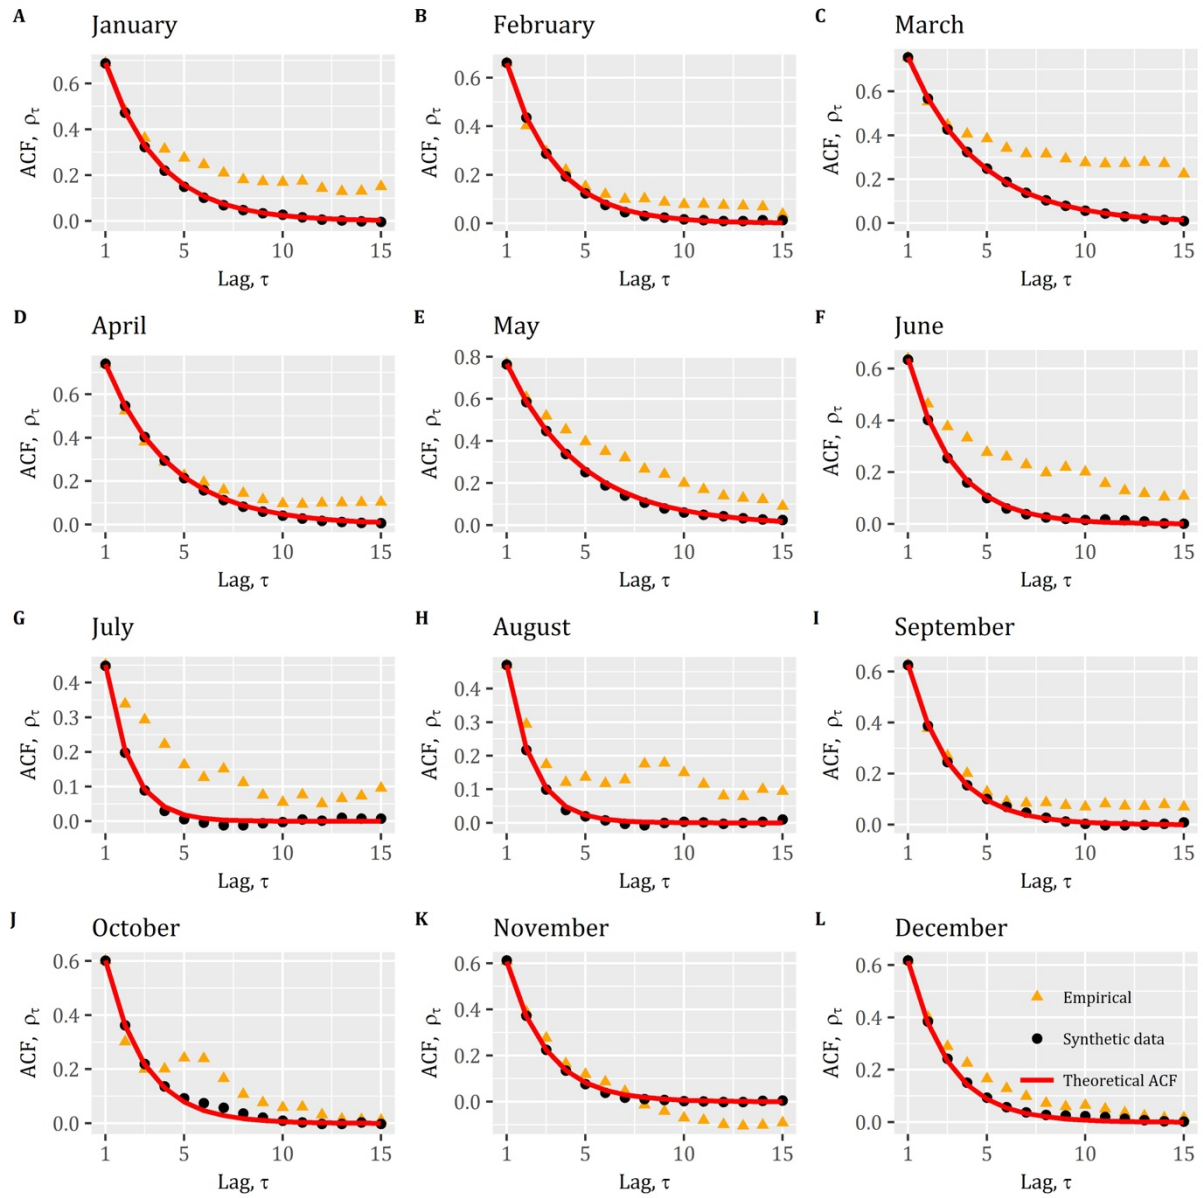 A
January
ACF, ρτ
0.6
0.4
0.2
0.0
1 5 10 15
Lag, τ
B
February
ACF, ρτ
0.6
0.4
0.2
0.0
1 5 10 15
Lag, τ
C
March
ACF, ρτ
0.6
0.4
0.2
0.0
1 5 10 15
Lag, τ
D
April
ACF, ρτ
0.6
0.4
0.2
0.0
1 5 10 15
Lag, τ
E
May
ACF, ρτ
0.8
0.6
0.4
0.2
0.0
1 5 10 15
Lag, τ
F
June
ACF, ρτ
0.6
0.4
0.2
0.0
1 5 10 15
Lag, τ
G
July
ACF, ρτ
0.4
0.3
0.2
0.1
0.0
1 5 10 15
Lag, τ
H
August
ACF, ρτ
0.4
0.3
0.2
0.1
0.0
1 5 10 15
Lag, τ
I
September
ACF, ρτ
0.6
0.4
0.2
0.0
1 5 10 15
Lag, τ
J
October
ACF, ρτ
0.6
0.4
0.2
0.0
1 5 10 15
Lag, τ
K
November
ACF, ρτ
0.6
0.4
0.2
0.0
1 5 10 15
Lag, τ
L
December
ACF, ρτ
0.6
0.4
0.2
0.0
Empirical
Synthetic data
Theoretical ACF
1 5 10 15
Lag, τ